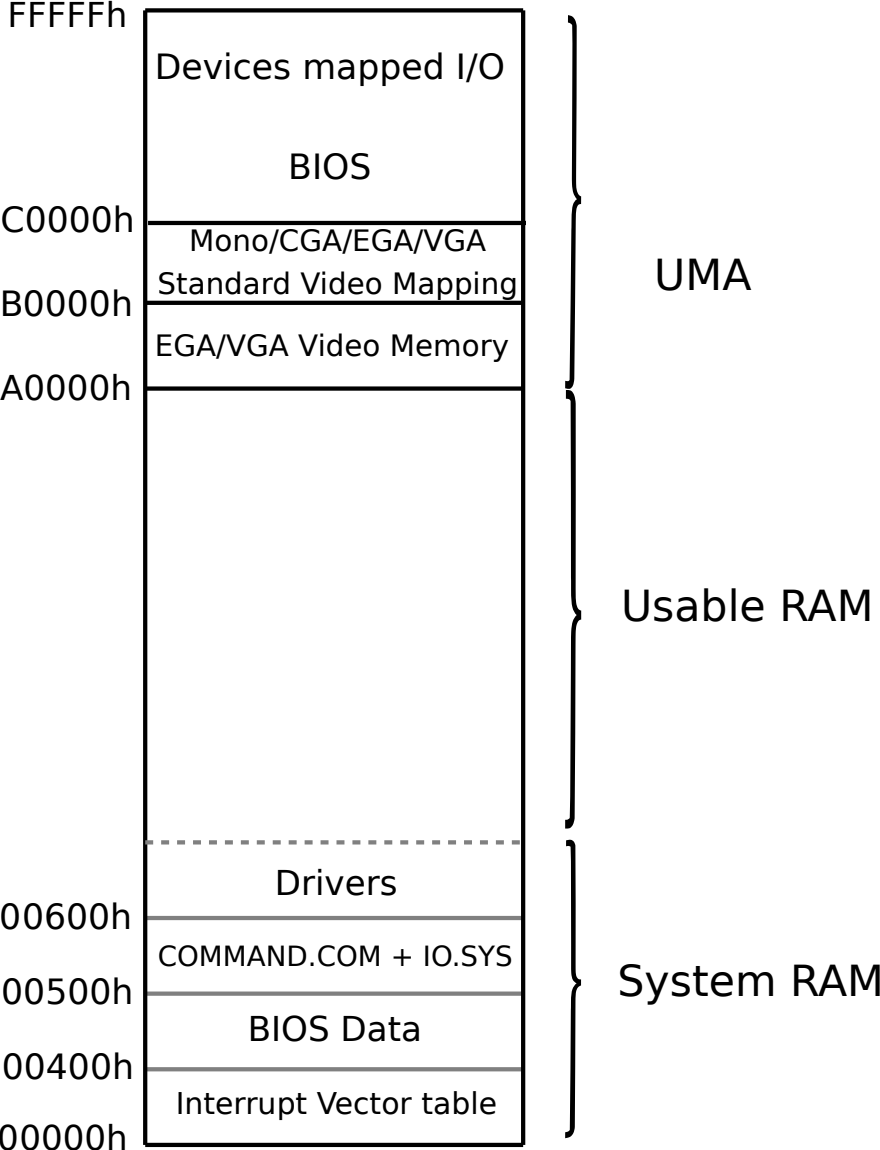 FFFFFh
Devices mapped I/O
BIOS
C0000h
Mono/CGA/EGA/VGA
Standard Video Mapping
UMA
B0000h
EGA/VGA Video Memory
A0000h
Usable RAM
Drivers
00600h
COMMAND.COM + IO.SYS
System RAM
00500h
BIOS Data
00400h
Interrupt Vector table
00000h